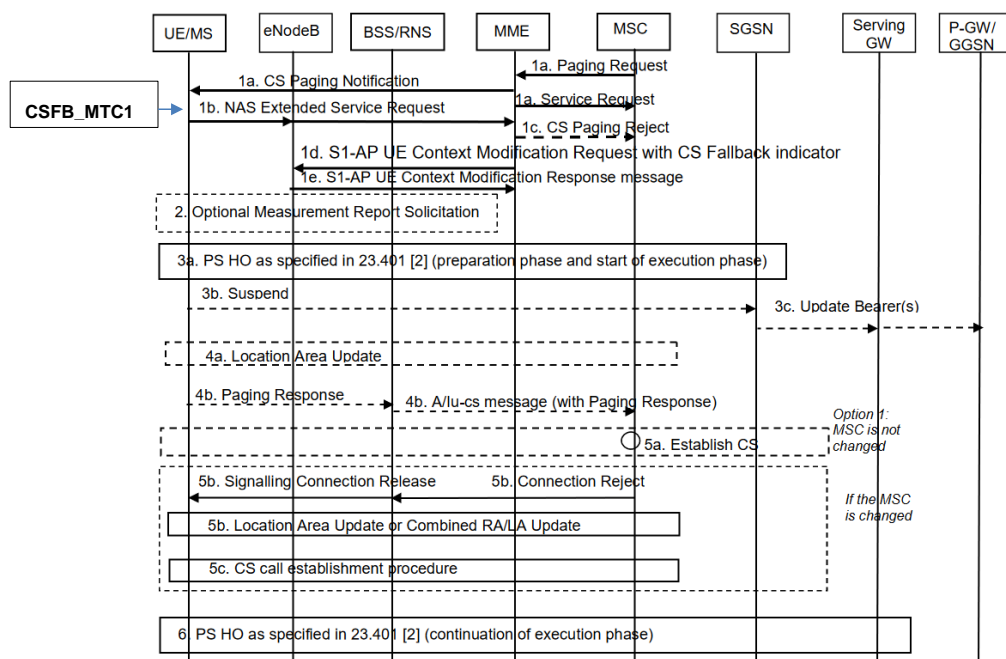 UE/MS
eNodeB
BSS/RNS
MME
MSC
SGSN
Serving
GW
P-GW/
GGSN
1a. Paging Request
1a. CS Paging Notification
1a. Service Request
CSFB_MTC1
1b. NAS Extended Service Request
1c. CS Paging Reject
1d. S1-AP UE Context Modification Request with CS Fallback indicator
1e. S1-AP UE Context Modification Response message
2. Optional Measurement Report Solicitation
3a. PS HO as specified in 23.401 [2] (preparation phase and start of execution phase)
3b. Suspend
3c. Update Bearer(s)
4a. Location Area Update
4b. Paging Response
4b. A/Iu-cs message (with Paging Response)
Option 1:
MSC is not
changed
5a. Establish CS
5b. Signalling Connection Release
5b. Connection Reject
If the MSC
is changed
5b. Location Area Update or Combined RA/LA Update
5c. CS call establishment procedure
6. PS HO as specified in 23.401 [2] (continuation of execution phase)